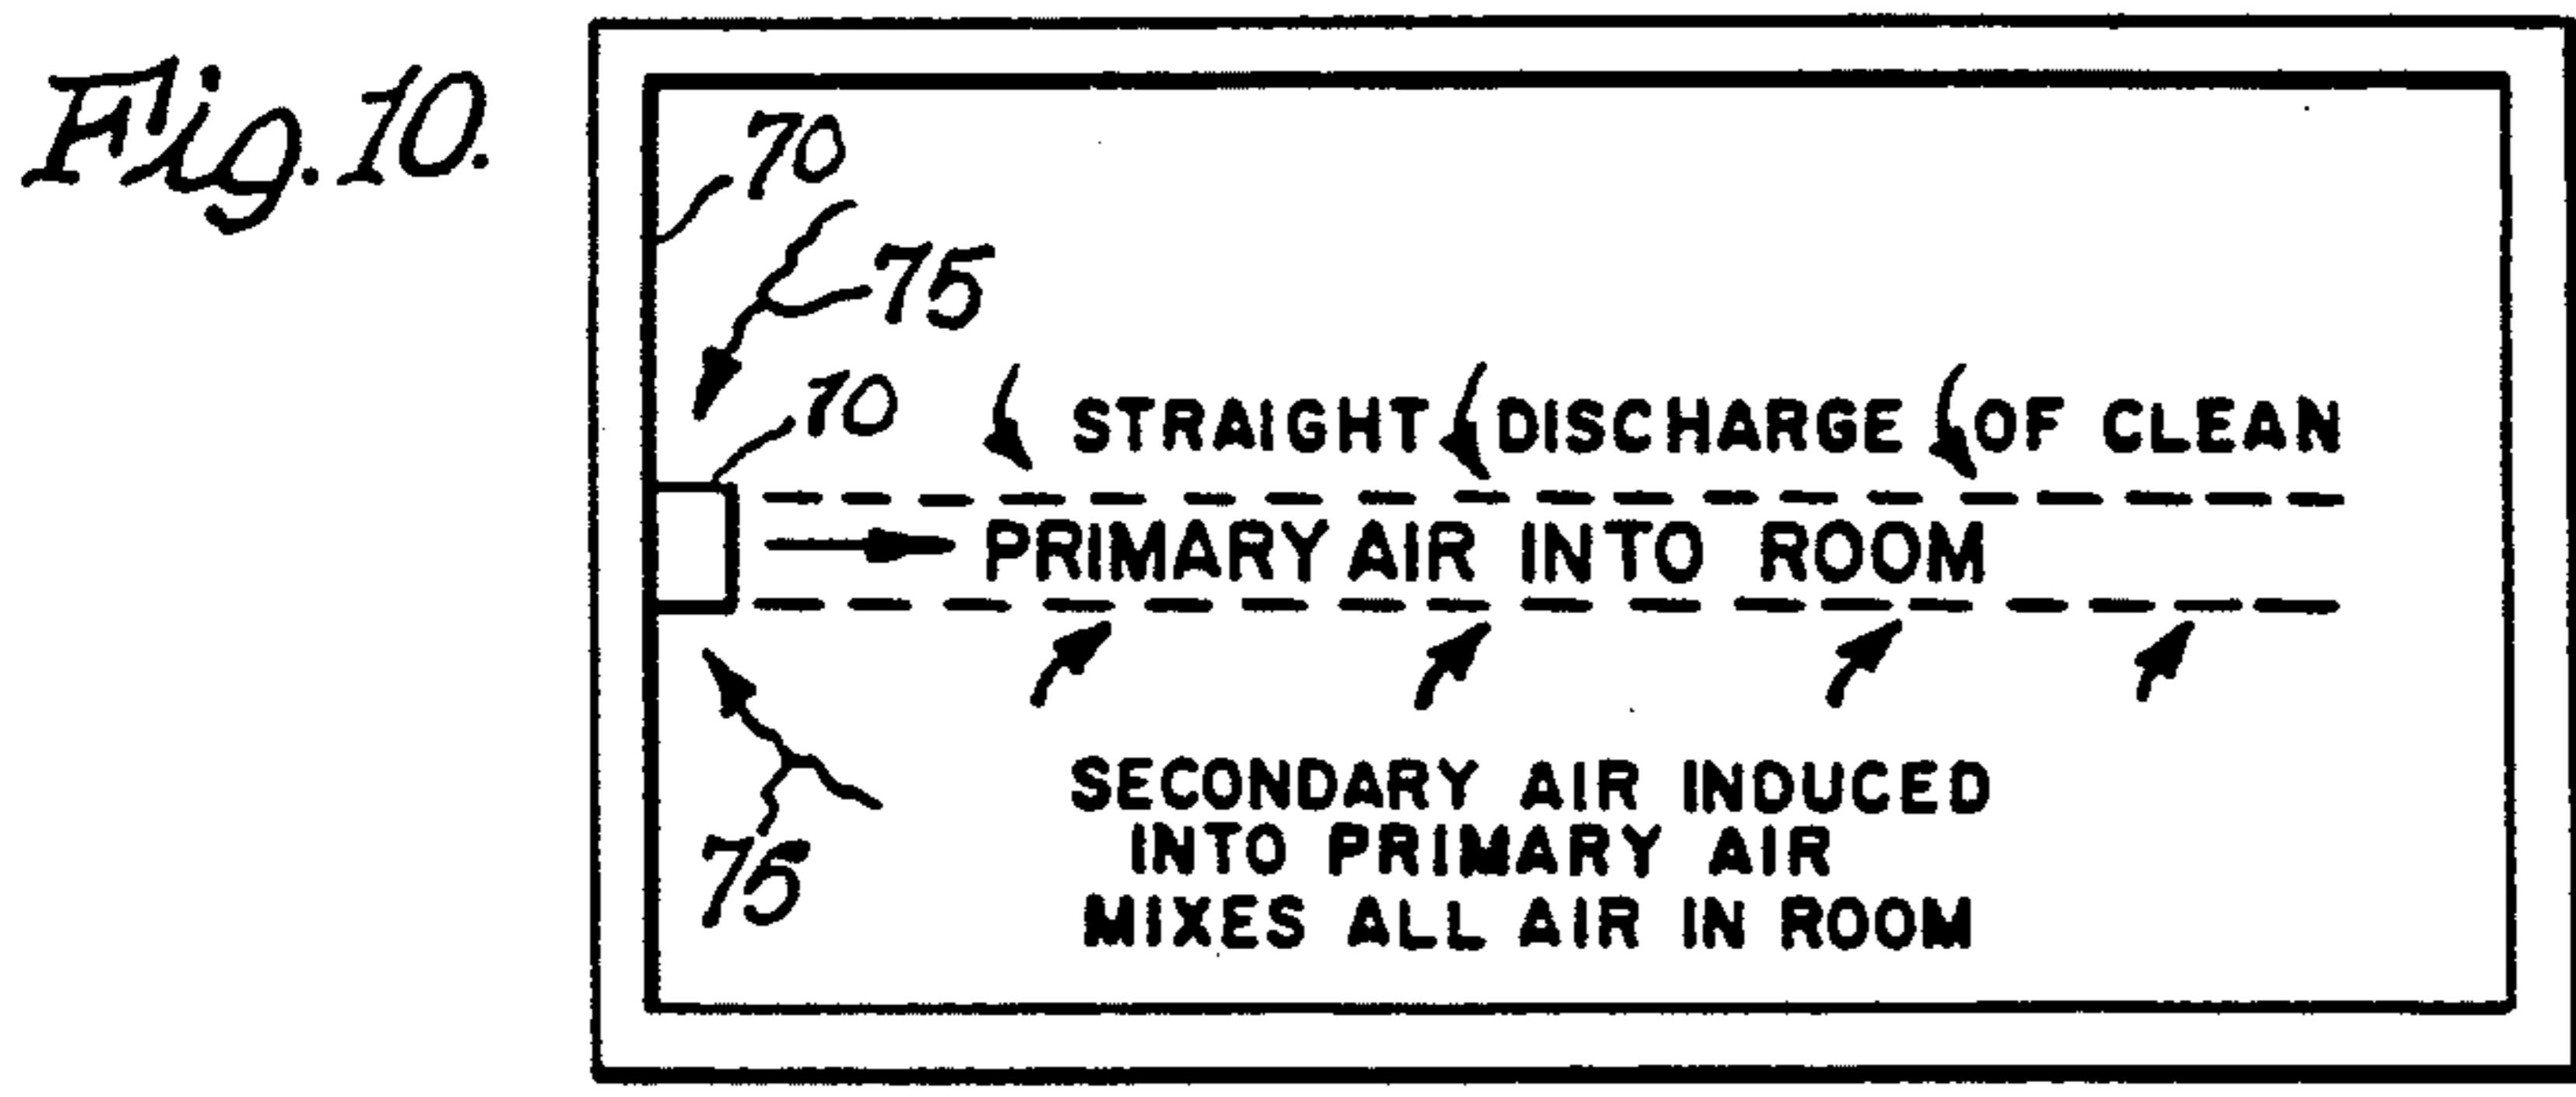 Fig. 10.
70
75
10
STRAIGHT DISCHARGE OF CLEAN
PRIMARY AIR INTO ROOM
SECONDARY AIR INDUCED
INTO PRIMARY AIR
MIXES ALL AIR IN ROOM
75